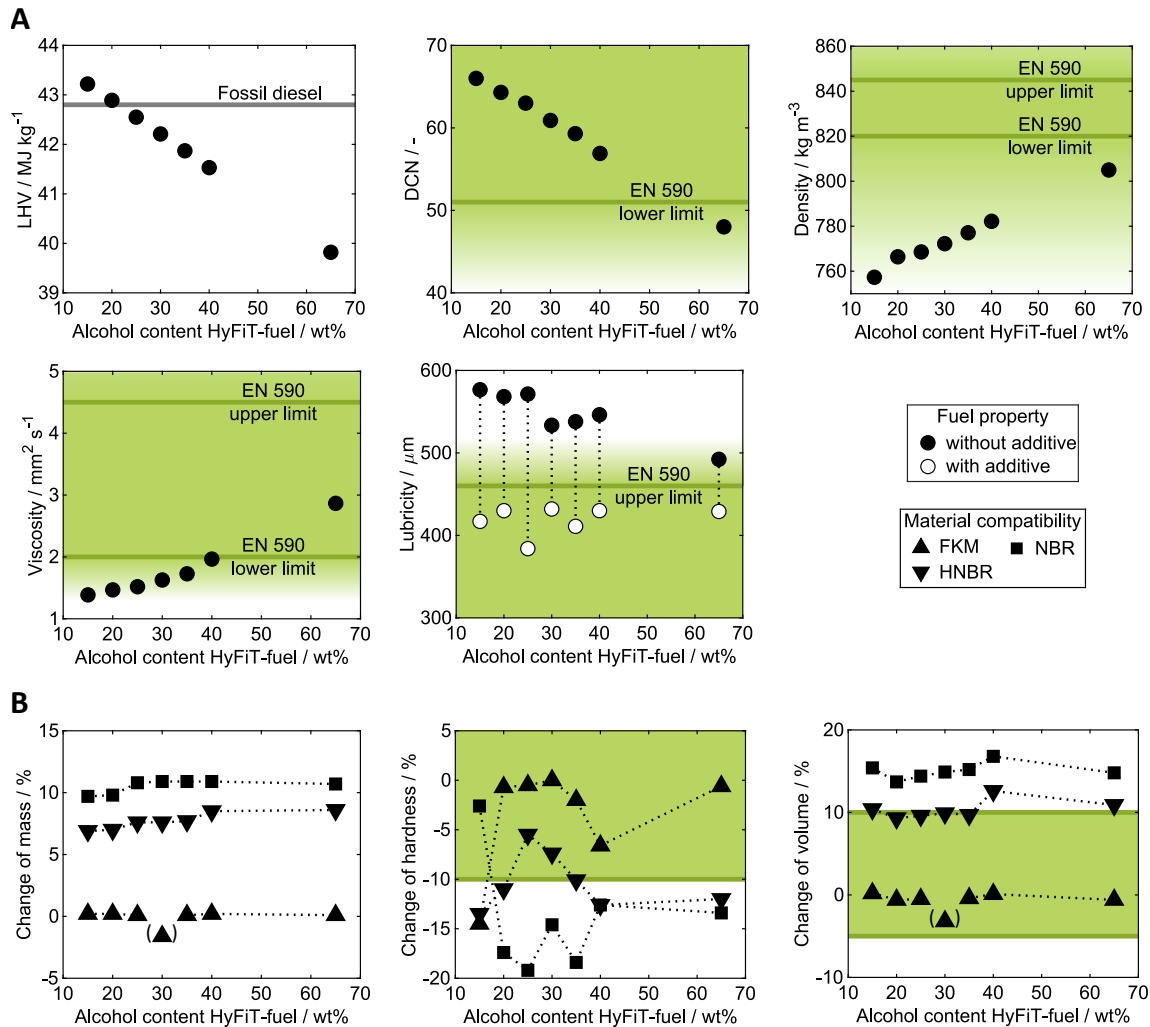 A
44
43
42
41
40
39
LHV / MJ kg⁻¹
Fossil diesel
10 20 30 40 50 60 70
Alcohol content HyFiT-fuel / wt%
70
60
50
40
DCN / -
EN 590
lower limit
10 20 30 40 50 60 70
Alcohol content HyFiT-fuel / wt%
860
840
820
800
780
760
Density / kg m⁻³
EN 590
upper limit
EN 590
lower limit
10 20 30 40 50 60 70
Alcohol content HyFiT-fuel / wt%
5
4
3
2
1
Viscosity / mm² s⁻¹
EN 590
upper limit
EN 590
lower limit
10 20 30 40 50 60 70
Alcohol content HyFiT-fuel / wt%
600
500
400
300
Lubricity / μm
EN 590
upper limit
10 20 30 40 50 60 70
Alcohol content HyFiT-fuel / wt%
Fuel property
without additive
with additive
Material compatibility
FKM NBR
HNBR
B
15
10
5
0
-5
Change of mass / %
( )
10 20 30 40 50 60 70
Alcohol content HyFiT-fuel / wt%
5
0
-5
-10
-15
-20
Change of hardness / %
10 20 30 40 50 60 70
Alcohol content HyFiT-fuel / wt%
20
10
0
-10
Change of volume / %
( )
10 20 30 40 50 60 70
Alcohol content HyFiT-fuel / wt%